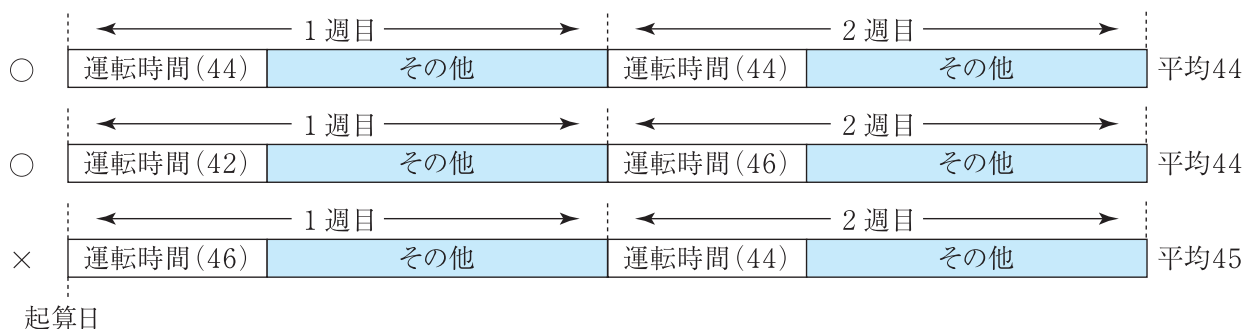 1週目 2週目
○ 運転時間(44) その他 運転時間(44) その他 平均44
1週目 2週目
○ 運転時間(42) その他 運転時間(46) その他 平均44
1週目 2週目
× 運転時間(46) その他 運転時間(44) その他 平均45
起算日